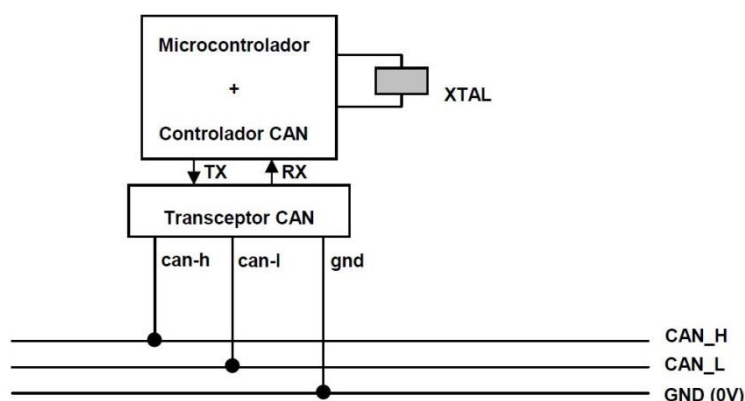 Microcontrolador
+
Controlador CAN
XTAL
TX
RX
Transceptor CAN
can-h
can-l
gnd
CAN_H
CAN_L
GND (0V)